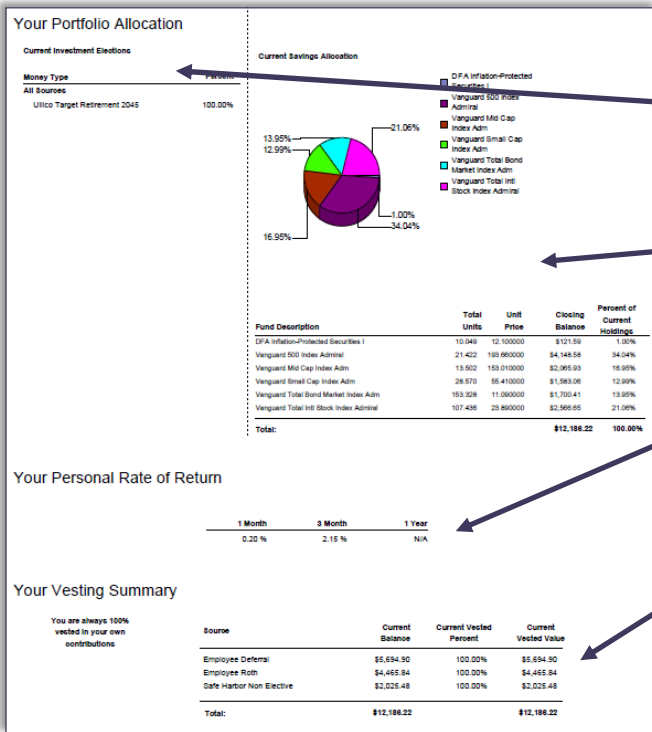 Your Portfolio Allocation
Current Investment Elections
Money Type Percent
All Sources
Ullico Target Retirement 2045 100.00%
Current Savings Allocation
DFA Inflation-Protected
Securities I
Vanguard 500 Index
Admiral
Vanguard Mid Cap
Index Adm
Vanguard Small Cap
Index Adm
Vanguard Total Bond
Market Index Adm
Vanguard Total Intl
Stock Index Admiral
13.95%
12.99%
21.06%
1.00%
34.04%
16.95%
Fund Description Total Units Unit Price Closing Balance Percent of Current Holdings
DFA Inflation-Protected Securities I 10.049 12.100000 $121.59 1.00%
Vanguard 500 Index Admiral 21.422 193.660000 $4,148.58 34.04%
Vanguard Mid Cap Index Adm 13.502 153.010000 $2,065.93 16.95%
Vanguard Small Cap Index Adm 28.570 55.410000 $1,583.06 12.99%
Vanguard Total Bond Market Index Adm 153.328 11.090000 $1,700.41 13.95%
Vanguard Total Intl Stock Index Admiral 107.436 23.890000 $2,566.65 21.06%
Total: $12,186.22 100.00%
Your Personal Rate of Return
1 Month 3 Month 1 Year
0.20 % 2.15 % N/A
Your Vesting Summary
You are always 100%
vested in your own
contributions
Source Current Balance Current Vested Percent Current Vested Value
Employee Deferral $5,694.90 100.00% $5,694.90
Employee Roth $4,465.84 100.00% $4,465.84
Safe Harbor Non Elective $2,025.48 100.00% $2,025.48
Total: $12,186.22 $12,186.22